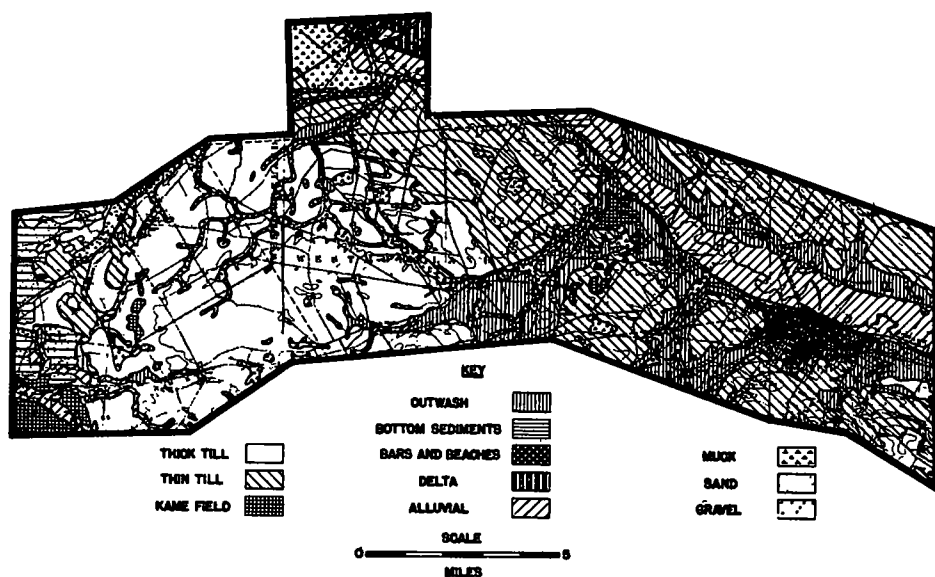 KEY
OUTWASH
BOTTOM SEDIMENTS
THICK TILL
BARS AND BEACHES
MUCK
THIN TILL
DELTA
SAND
KAME FIELD
ALLUVIAL
GRAVEL
SCALE
0 5
MILES